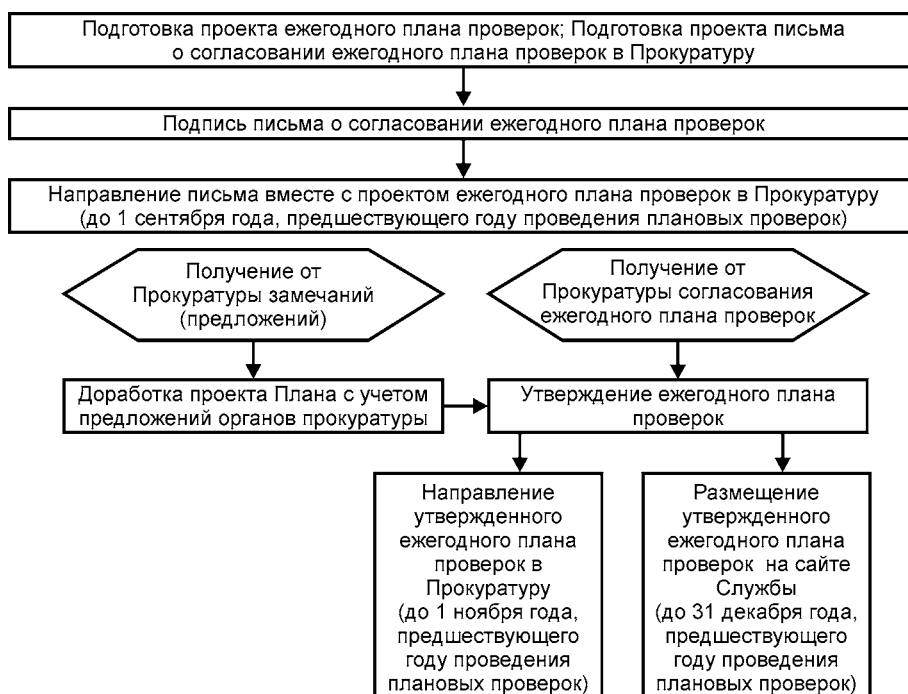 Подготовка проекта ежегодного плана проверок; Подготовка проекта письма
о согласовании ежегодного плана проверок в Прокуратуру
Подпись письма о согласовании ежегодного плана проверок
Направление письма вместе с проектом ежегодного плана проверок в Прокуратуру
(до 1 сентября года, предшествующего году проведения плановых проверок)
Получение от
Прокуратуры замечаний
(предложений)
Получение от
Прокуратуры согласования
ежегодного плана проверок
Доработка проекта Плана с учетом
предложений органов прокуратуры
Утверждение ежегодного плана
проверок
Направление
утвержденного
ежегодного плана
проверок в
Прокуратуру
(до 1 ноября года,
предшествующего
году проведения
плановых проверок)
Размещение
утвержденного
ежегодного плана
проверок на сайте
Службы
(до 31 декабря года,
предшествующего
году проведения
плановых проверок)